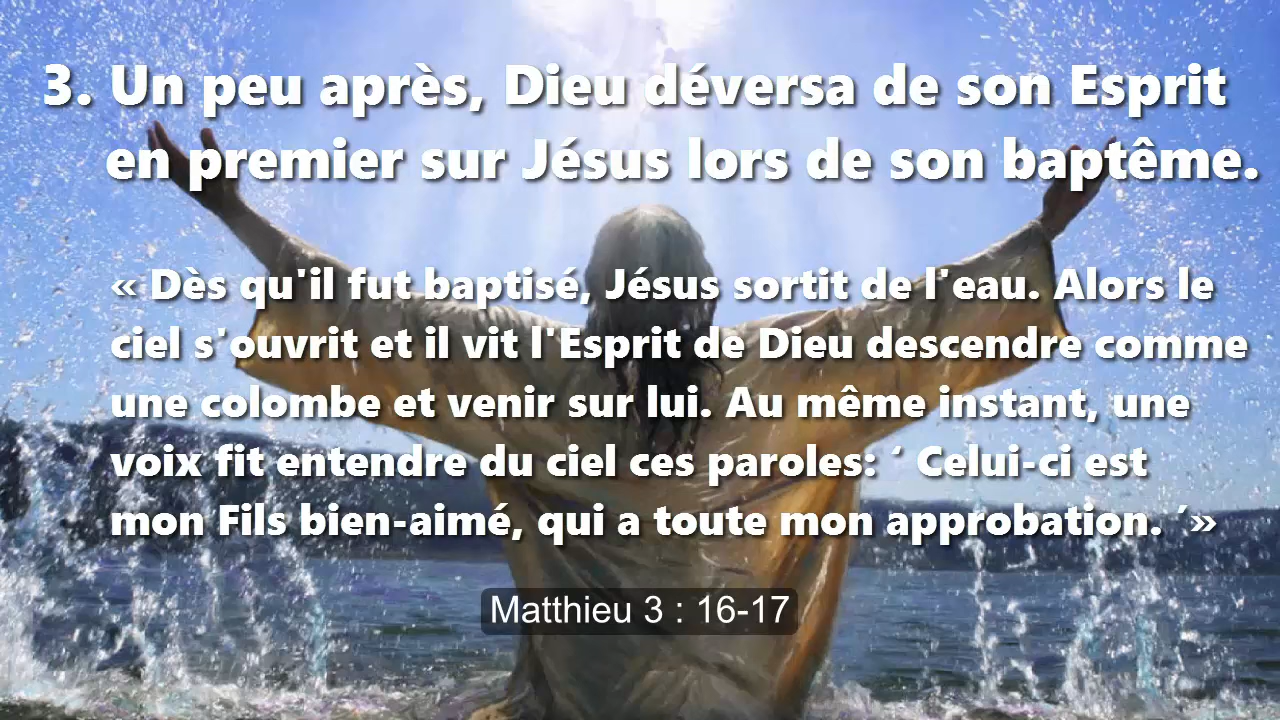 3. Un peu après, Dieu déversa de son Esprit
en premier sur Jésus lors de son baptême.
« Dès qu'il fut baptisé, Jésus sortit de l'eau. Alors le
ciel s'ouvrit et il vit l'Esprit de Dieu descendre comme
une colombe et venir sur lui. Au même instant, une
voix fit entendre du ciel ces paroles: ´ Celui-ci est
mon Fils bien-aimé, qui a toute mon approbation. ´»
Matthieu 3 : 16-17